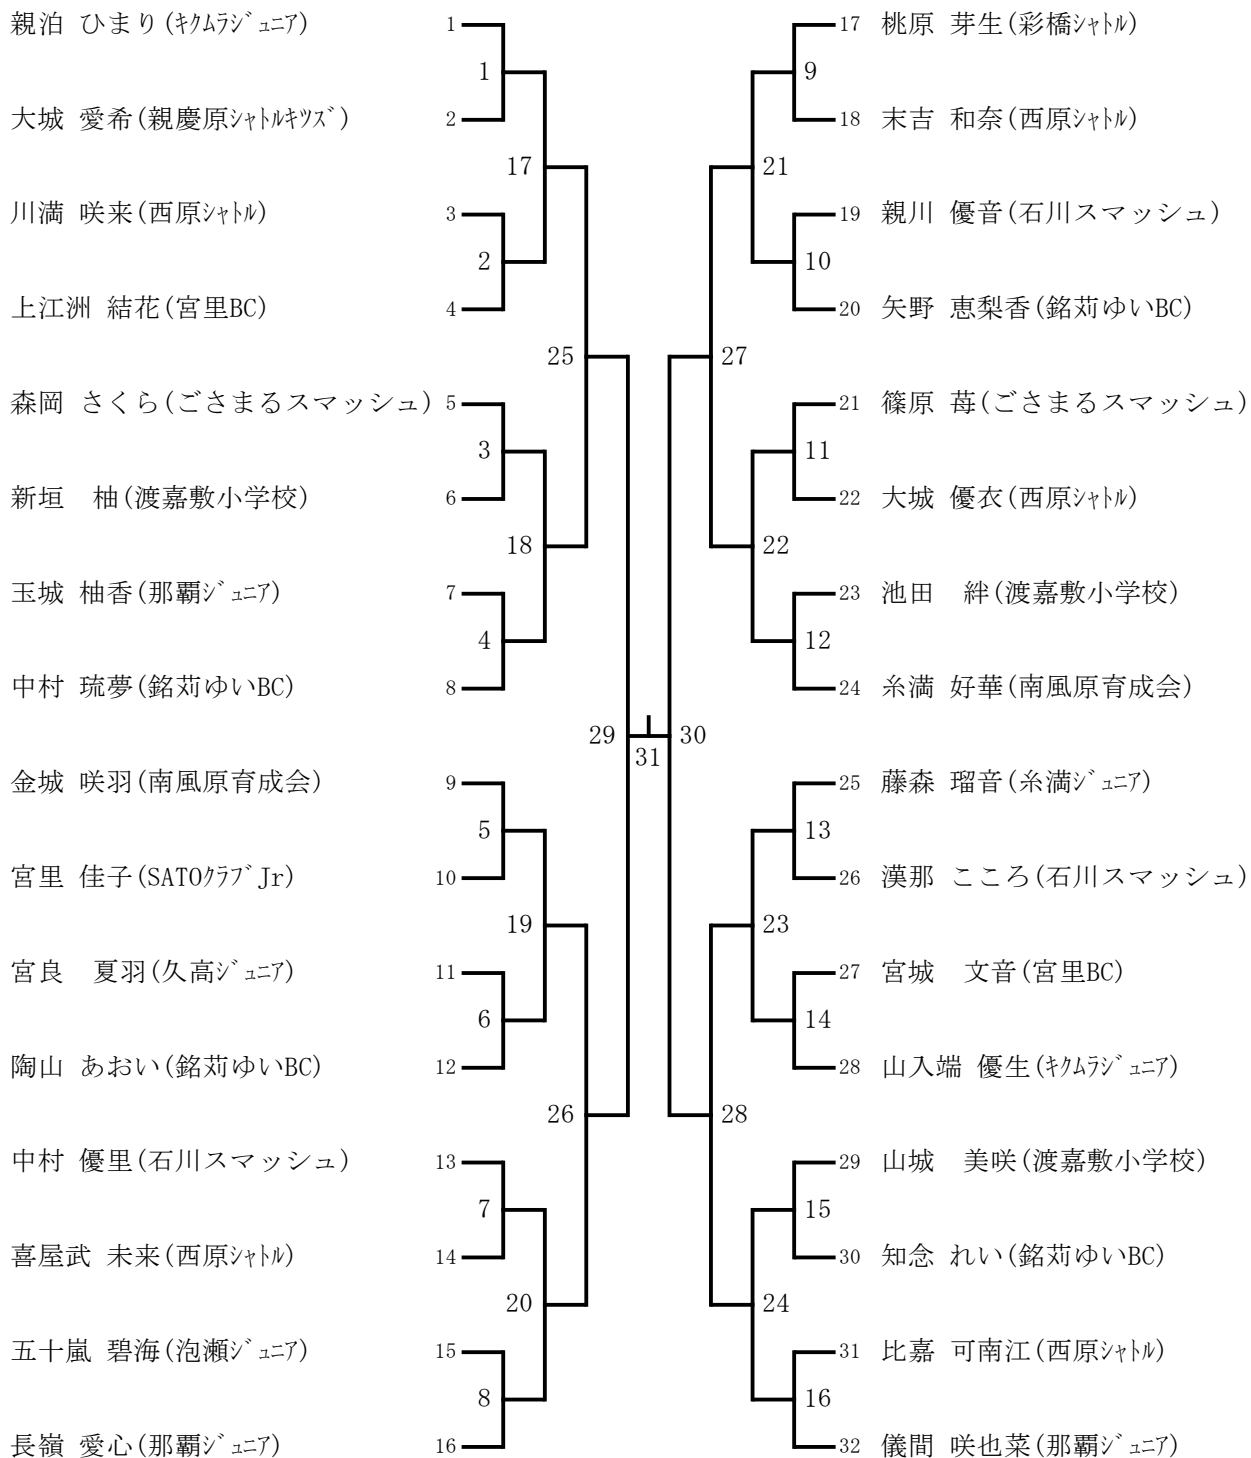 親泊 ひまり(ｷｸﾑﾗｼﾞｭﾆｱ) 1
1
大城 愛希(親慶原ｼｬﾄﾙｷｯｽﾞ) 2
17
川満 咲来(西原ｼｬﾄﾙ) 3
2
上江洲 結花(宮里BC) 4
25
森岡 さくら(ごさまるスマッシュ) 5
3
新垣　柚(渡嘉敷小学校) 6
18
玉城 柚香(那覇ｼﾞｭﾆｱ) 7
4
中村 琉夢(銘苅ゆいBC) 8
29
金城 咲羽(南風原育成会) 9
5
宮里 佳子(SATOｸﾗﾌﾞJr) 10
19
宮良　夏羽(久高ｼﾞｭﾆｱ) 11
6
陶山 あおい(銘苅ゆいBC) 12
26
中村 優里(石川スマッシュ) 13
7
喜屋武 未来(西原ｼｬﾄﾙ) 14
20
五十嵐 碧海(泡瀬ｼﾞｭﾆｱ) 15
8
長嶺 愛心(那覇ｼﾞｭﾆｱ) 16
31
17 桃原 芽生(彩橋ｼｬﾄﾙ)
9
18 末吉 和奈(西原ｼｬﾄﾙ)
21
19 親川 優音(石川スマッシュ)
10
20 矢野 恵梨香(銘苅ゆいBC)
27
21 篠原 苺(ごさまるスマッシュ)
11
22 大城 優衣(西原ｼｬﾄﾙ)
22
23 池田　絆(渡嘉敷小学校)
12
24 糸満 好華(南風原育成会)
30
25 藤森 瑠音(糸満ｼﾞｭﾆｱ)
13
26 漢那 こころ(石川スマッシュ)
23
27 宮城　文音(宮里BC)
14
28 山入端 優生(ｷｸﾑﾗｼﾞｭﾆｱ)
28
29 山城　美咲(渡嘉敷小学校)
15
30 知念 れい(銘苅ゆいBC)
24
31 比嘉 可南江(西原ｼｬﾄﾙ)
16
32 儀間 咲也菜(那覇ｼﾞｭﾆｱ)